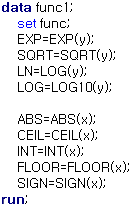 data func1;
set func;
EXP=EXP(y);
SQRT=SQRT(y);
LN=LOG(y);
LOG=LOG10(y);
ABS=ABS(x);
CEIL=CEIL(x);
INT=INT(x);
FLOOR=FLOOR(x);
SIGN=SIGN(x);
run;